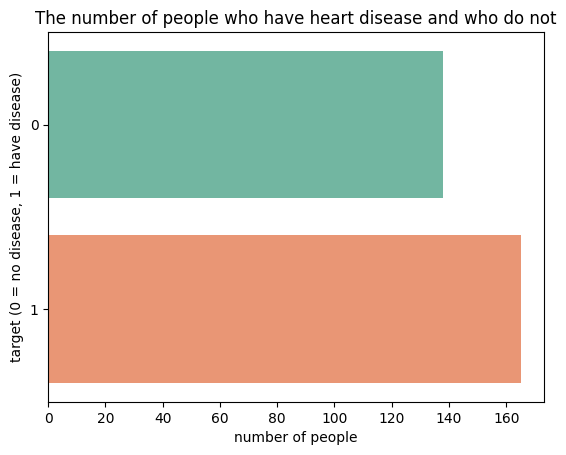 The number of people who have heart disease and who do not
target (0 = no disease, 1 = have disease)
0
1
0 20 40 60 80 100 120 140 160
number of people